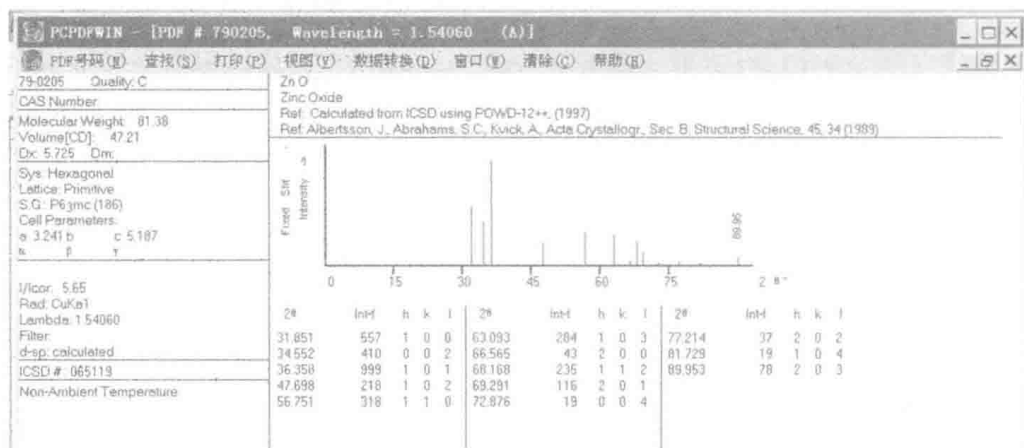 PCPDFWIN - [PDF # 790205, Wavelength = 1.54060 (A)]
PDF号码(N) 查找(S) 打印(P) 视图(V) 数据转换(D) 窗口(W) 清除(C) 帮助(H)
79-0205 Quality: C
CAS Number:
Molecular Weight: 81.38
Volume[CD]: 47.21
Dx: 5.725 Dm:
Sys: Hexagonal
Lattice: Primitive
S.G.: P63mc (186)
Cell Parameters:
a 3.241 b c 5.187
α β γ
I/Icor: 5.65
Rad: CuKa1
Lambda: 1.54060
Filter:
d-sp: calculated
ICSD #: 065119
Non-Ambient Temperature
Zn O
Zinc Oxide
Ref: Calculated from ICSD using POWD-12++, (1997)
Ref: Albertsson, J., Abrahams, S.C., Kvick, A., Acta Crystallogr., Sec. B: Structural Science, 45, 34 (1989)
Fixed Slit
Intensity
89.95
0 15 30 45 60 75 2 θ °
2θ Int-f h k l 2θ Int-f h k l 2θ Int-f h k l
31.851 557 1 0 0 63.093 284 1 0 3 77.214 37 2 0 2
34.552 410 0 0 2 66.565 43 2 0 0 81.729 19 1 0 4
36.358 999 1 0 1 68.168 235 1 1 2 89.953 78 2 0 3
47.698 218 1 0 2 69.291 116 2 0 1
56.751 318 1 1 0 72.876 19 0 0 4